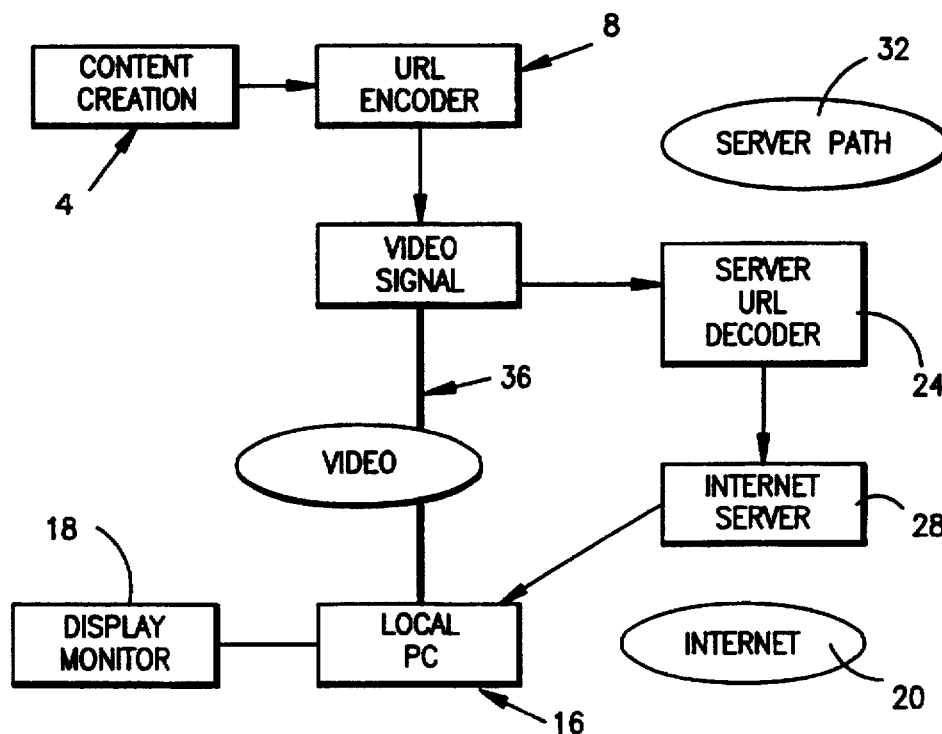 8
32
CONTENT
CREATION
URL
ENCODER
SERVER PATH
4
VIDEO
SIGNAL
SERVER
URL
DECODER
36
24
VIDEO
INTERNET
SERVER
28
18
DISPLAY
MONITOR
LOCAL
PC
INTERNET
20
16